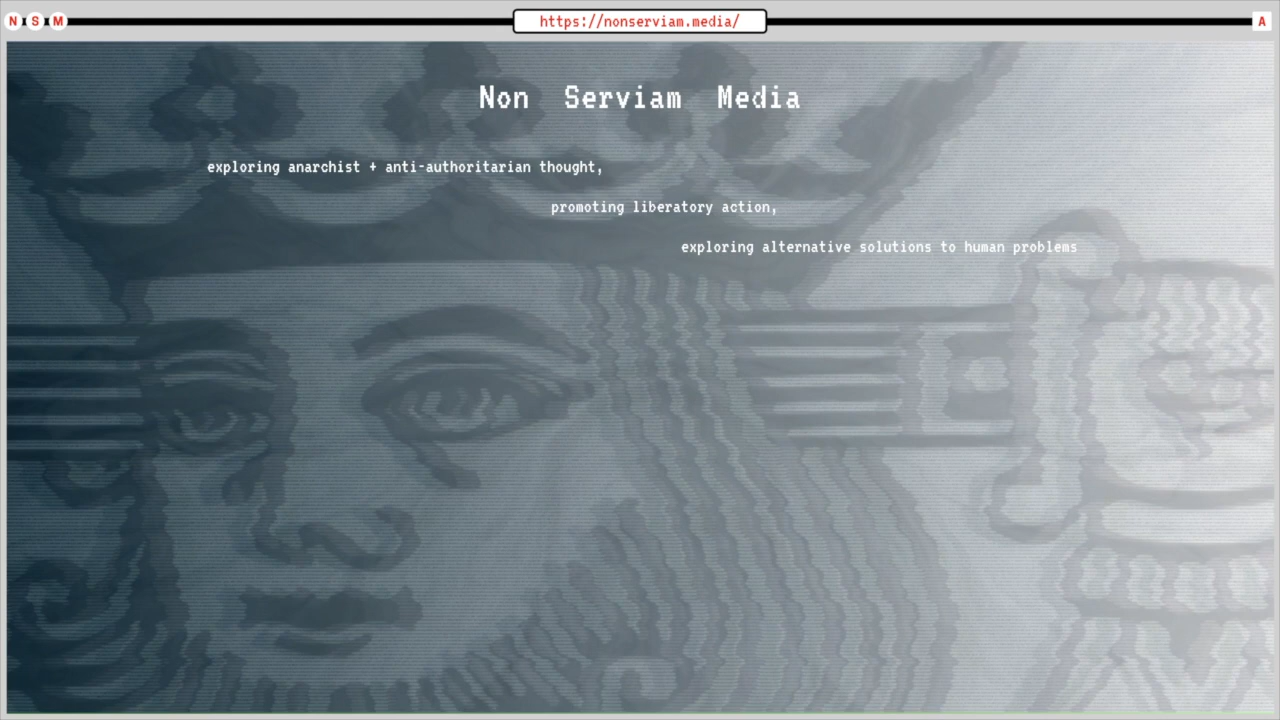 N S M https://nonserviam.media/ A
Non Serviam Media
exploring anarchist + anti-authoritarian thought,
promoting liberatory action,
exploring alternative solutions to human problems